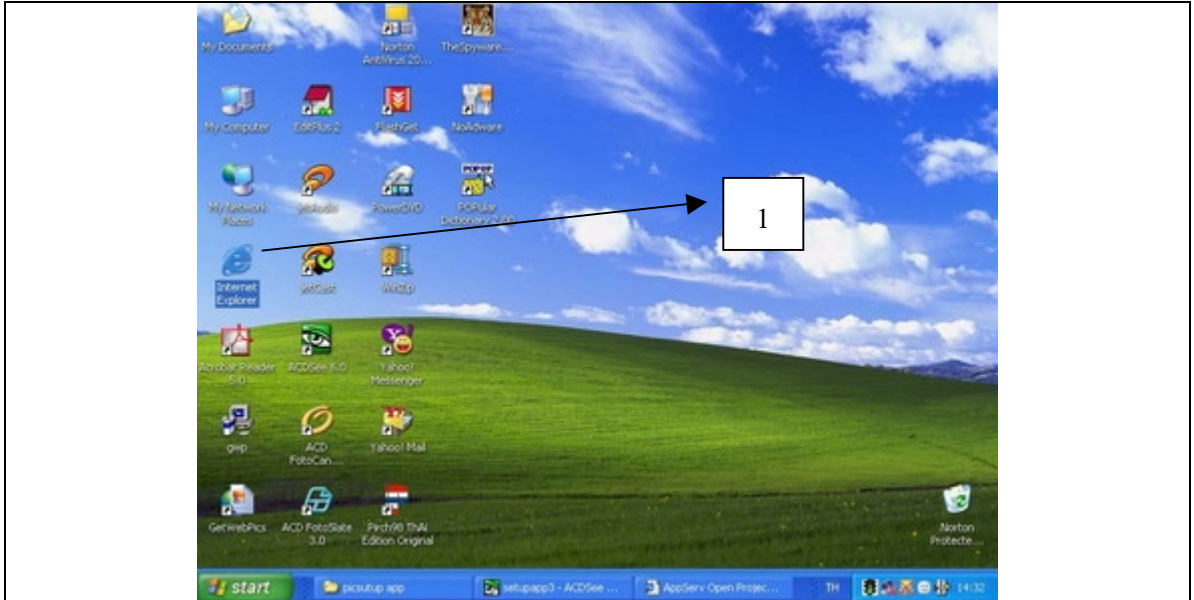 My Documents
Norton
AntiVirus 20...
TheSpyware....
My Computer
EditPlus 2
FlashGet
NoAdware
My Network
Places
jetAudio
PowerDVD
POPUP
POPular
Dictionary 2.00
1
Internet
Explorer
JetCast
WinZip
Acrobat Reader
5.0
ACDSee 6.0
Yahoo!
Messenger
gwp
ACD
FotoCan....
Yahoo! Mail
GetWebPics
ACD FotoSlate
3.0
Pirch98 ThAi
Edition Original
Norton
Protecte....
start
picsutup app
setupapp3 - ACDSee ...
AppServ Open Projec...
TH
14:32